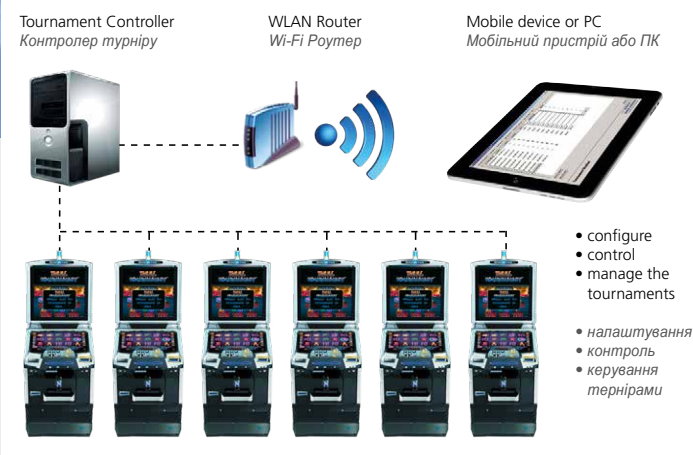 Tournament Controller
Контролер турніру
WLAN Router
Wi-Fi Роутер
Mobile device or PC
Мобільний пристрій або ПК
• configure
• control
• manage the
tournaments
• налаштування
• контроль
• керування
тернірами